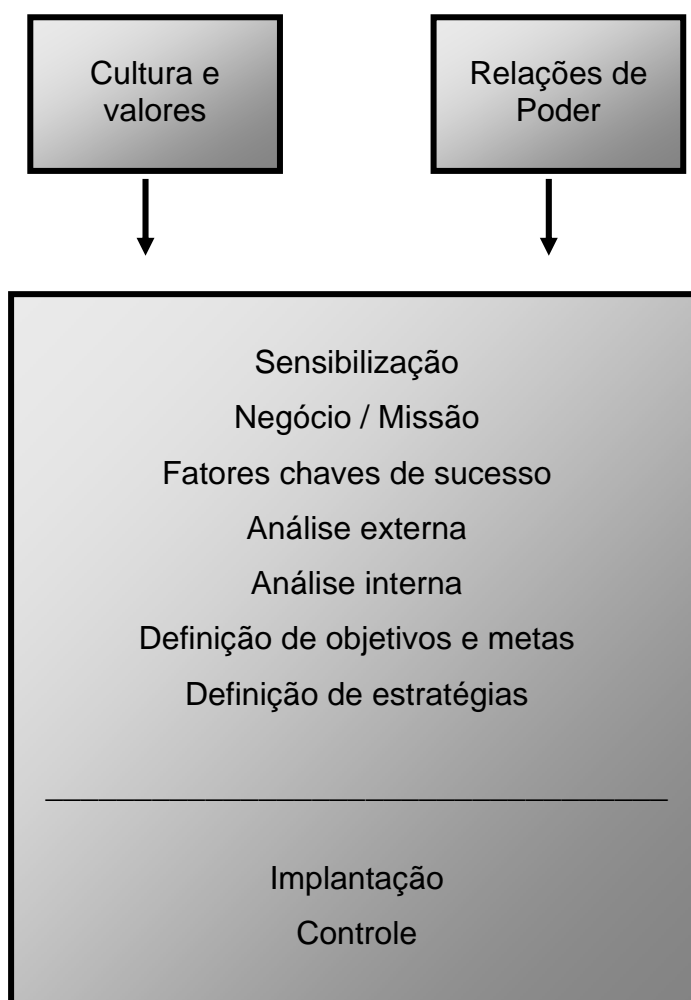 Cultura e
valores
Relações de
Poder
Sensibilização
Negócio / Missão
Fatores chaves de sucesso
Análise externa
Análise interna
Definição de objetivos e metas
Definição de estratégias
Implantação
Controle